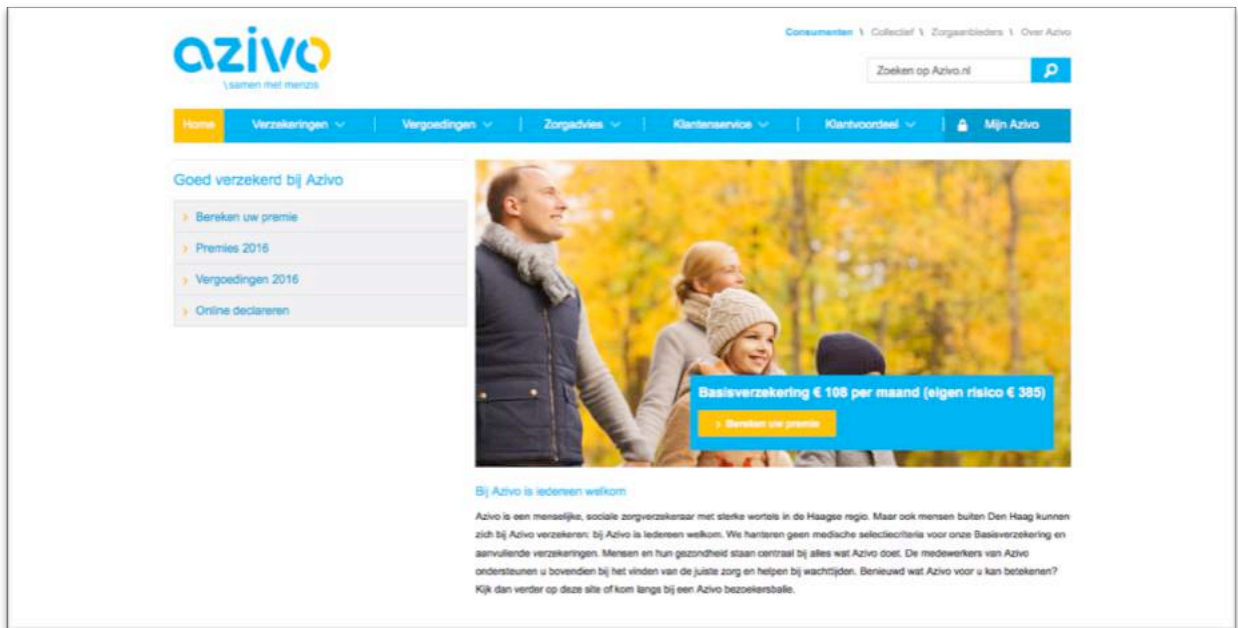 azivo
\samen met menzis
Consumenten \ Collectief \ Zorgaanbieders \ Over Azivo
Zoeken op Azivo.nl
Home Verzekeringen | Vergoedingen | Zorgadvies | Klantenservice | Klantvoordeel | Mijn Azivo
Goed verzekerd bij Azivo
› Bereken uw premie
› Premies 2016
› Vergoedingen 2016
› Online declareren
Basisverzekering € 108 per maand (eigen risico € 385)
› Bereken uw premie
Bij Azivo is iedereen welkom
Azivo is een menselijke, sociale zorgverzekeraar met sterke wortels in de Haagse regio. Maar ook mensen buiten Den Haag kunnen
zich bij Azivo verzekeren: bij Azivo is iedereen welkom. We hanteren geen medische selectiecriteria voor onze Basisverzekering en
aanvullende verzekeringen. Mensen en hun gezondheid staan centraal bij alles wat Azivo doet. De medewerkers van Azivo
ondersteunen u bovendien bij het vinden van de juiste zorg en helpen bij wachttijden. Benieuwd wat Azivo voor u kan betekenen?
Kijk dan verder op deze site of kom langs bij een Azivo bezoekersbalie.